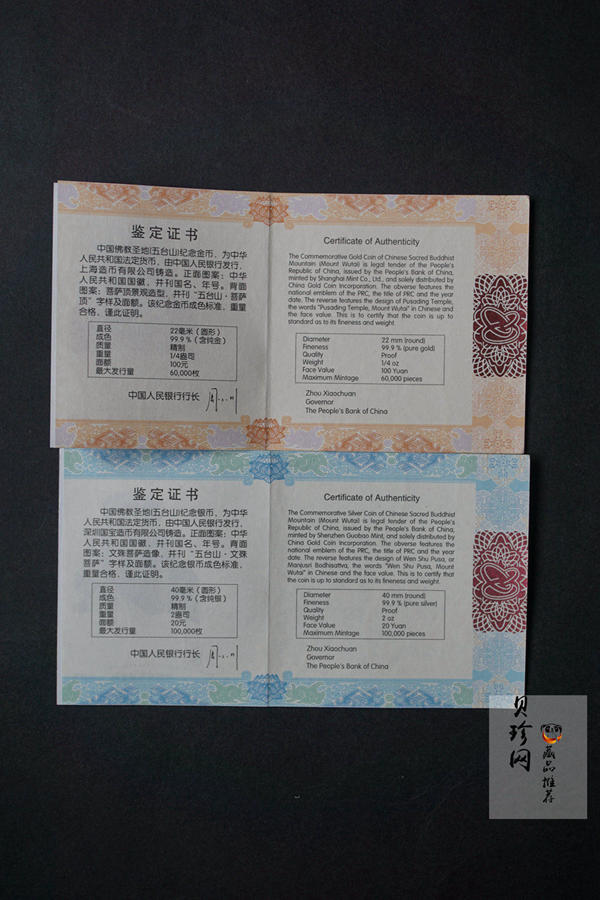 鉴定证书
中国佛教圣地(五台山)纪念金币，为中华
人民共和国法定货币，由中国人民银行发行，
上海造币有限公司铸造。正面图案：中华
人民共和国国徽，并刊国名、年号。背面
图案：菩萨顶景观造型，并刊“五台山·菩萨
顶”字样及面额。该纪念金币成色标准，重量
合格，谨此证明。
直径 22毫米（圆形）
成色 99.9％（含纯金）
质量 精制
重量 1/4盎司
面额 100元
最大发行量 60,000枚
中国人民银行行长
Certificate of Authenticity
The Commemorative Gold Coin of Chinese Sacred Buddhist
Mountain (Mount Wutai) is legal tender of the People's
Republic of China, issued by the People's Bank of China,
minted by Shanghai Mint Co., Ltd., and solely distributed by
China Gold Coin Incorporation. The obverse features the
national emblem of the PRC, the title of PRC and the year
date. The reverse features the design of Pusading Temple,
the words "Pusading Temple, Mount Wutai" in Chinese and
the face value. This is to certify that the coin is up to
standard as to its fineness and weight.
Diameter 22 mm (round)
Fineness 99.9 % (pure gold)
Quality Proof
Weight 1/4 oz
Face Value 100 Yuan
Maximum Mintage 60,000 pieces
Zhou Xiaochuan
Governor
The People's Bank of China
鉴定证书
中国佛教圣地(五台山)纪念银币，为中华
人民共和国法定货币，由中国人民银行发行，
深圳国宝造币有限公司铸造。正面图案：中华
人民共和国国徽，并刊国名、年号。背面
图案：文殊菩萨造像，并刊“五台山·文殊
菩萨”字样及面额。该纪念银币成色标准，
重量合格，谨此证明。
直径 40毫米（圆形）
成色 99.9％（含纯银）
质量 精制
重量 2盎司
面额 20元
最大发行量 100,000枚
中国人民银行行长
Certificate of Authenticity
The Commemorative Silver Coin of Chinese Sacred Buddhist
Mountain (Mount Wutai) is legal tender of the People's
Republic of China, issued by the People's Bank of China,
minted by Shenzhen Guobao Mint, and solely distributed by
China Gold Coin Incorporation. The obverse features the
national emblem of the PRC, the title of PRC and the year
date. The reverse features the design of Wen Shu Pusa, or
Manjusri Bodhisattva, the words "Wen Shu Pusa, Mount
Wutai" in Chinese and the face value. This is to certify that
the coin is up to standard as to its fineness and weight.
Diameter 40 mm (round)
Fineness 99.9 % (pure silver)
Quality Proof
Weight 2 oz
Face Value 20 Yuan
Maximum Mintage 100,000 pieces
Zhou Xiaochuan
Governor
The People's Bank of China
贝珍网
藏品推荐